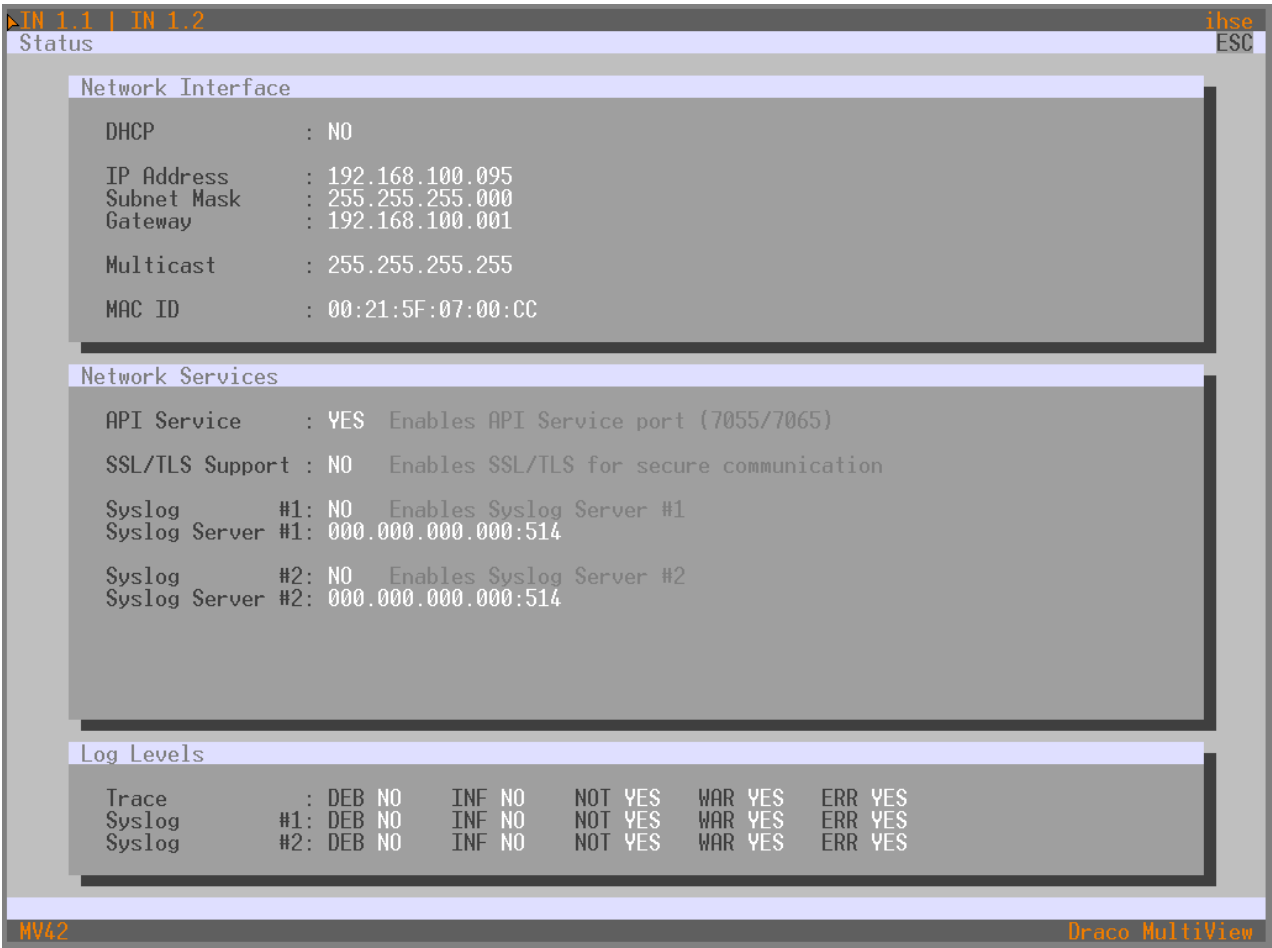 IN 1.1 | IN 1.2 ihse
Status ESC
Network Interface
DHCP : NO
IP Address : 192.168.100.095
Subnet Mask : 255.255.255.000
Gateway : 192.168.100.001
Multicast : 255.255.255.255
MAC ID : 00:21:5F:07:00:CC
Network Services
API Service : YES Enables API Service port (7055/7065)
SSL/TLS Support : NO Enables SSL/TLS for secure communication
Syslog #1: NO Enables Syslog Server #1
Syslog Server #1: 000.000.000.000:514
Syslog #2: NO Enables Syslog Server #2
Syslog Server #2: 000.000.000.000:514
Log Levels
Trace : DEB NO INF NO NOT YES WAR YES ERR YES
Syslog #1: DEB NO INF NO NOT YES WAR YES ERR YES
Syslog #2: DEB NO INF NO NOT YES WAR YES ERR YES
MV42 Draco MultiView